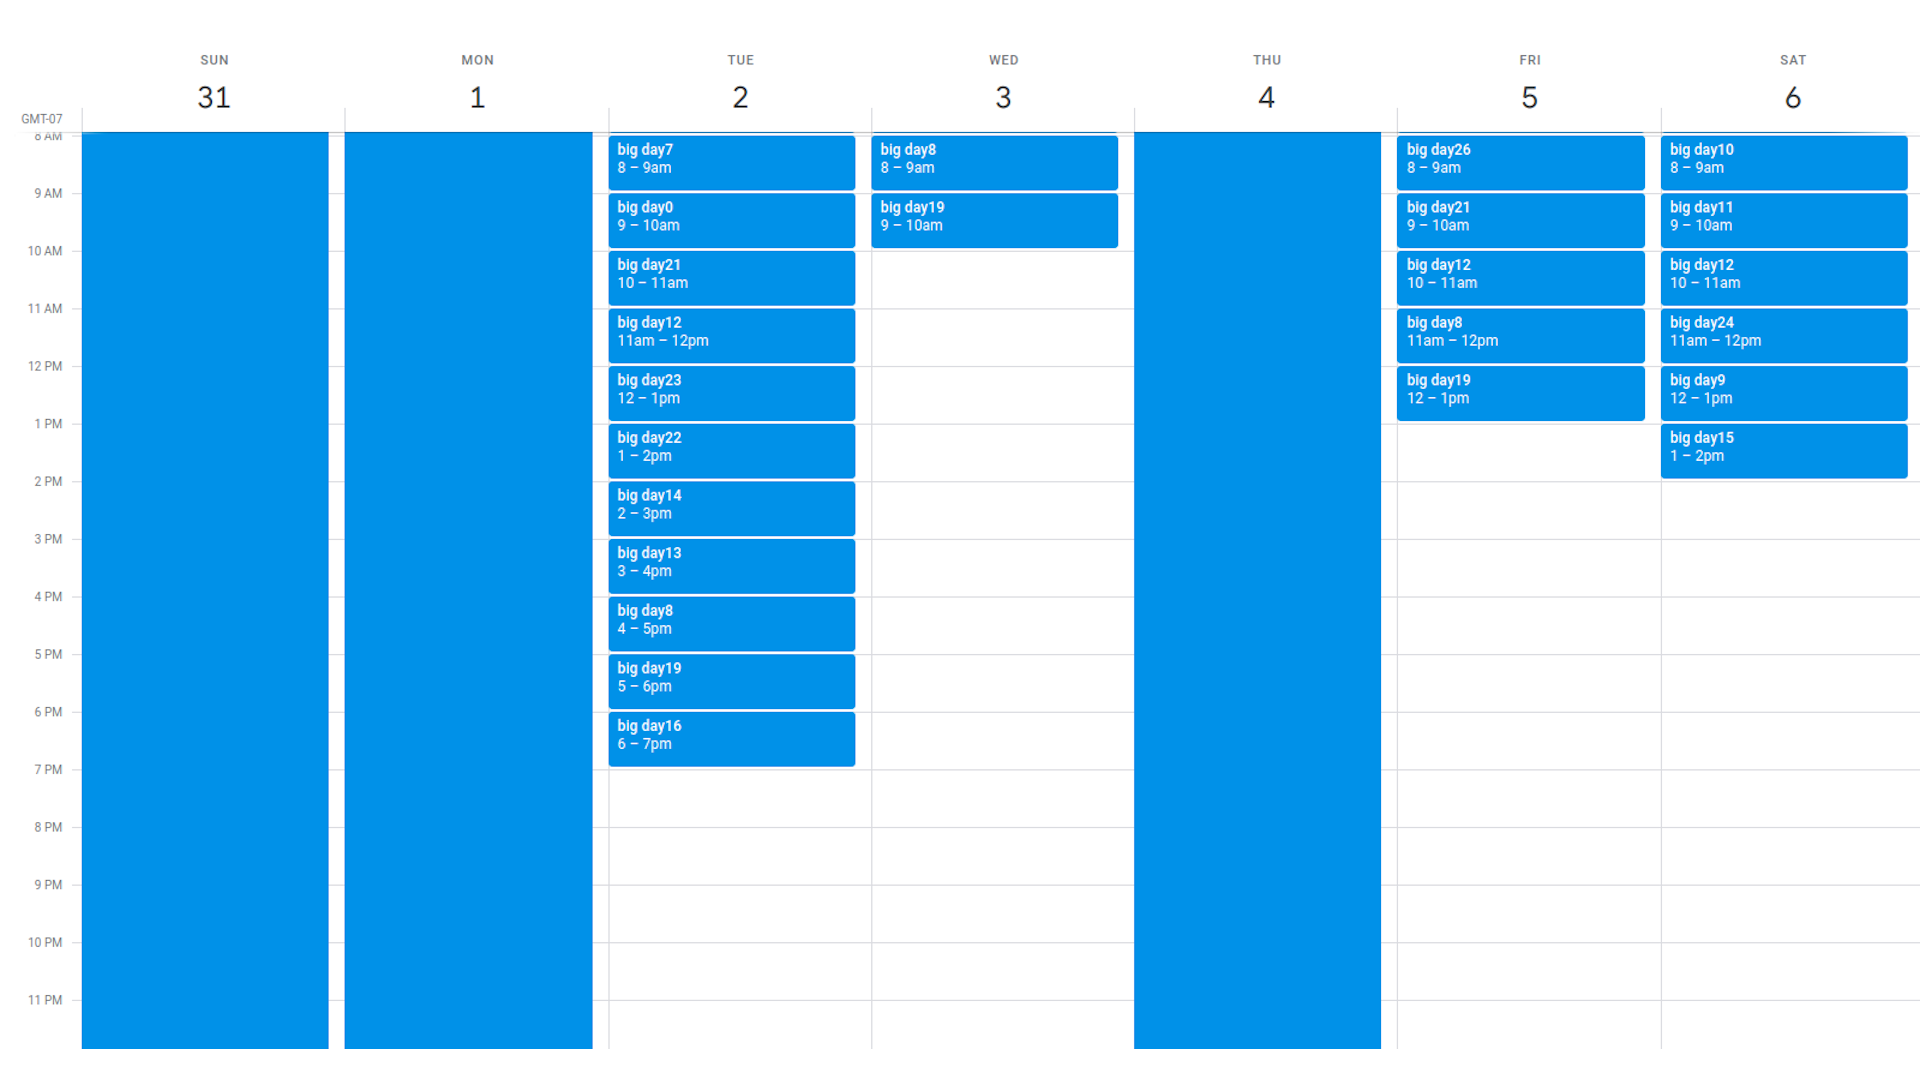 SUN MON TUE WED THU FRI SAT
31 1 2 3 4 5 6
GMT-07
8 AM
big day7
8 – 9am
big day8
8 – 9am
big day26
8 – 9am
big day10
8 – 9am
9 AM
big day0
9 – 10am
big day19
9 – 10am
big day21
9 – 10am
big day11
9 – 10am
10 AM
big day21
10 – 11am
big day12
10 – 11am
big day12
10 – 11am
11 AM
big day12
11am – 12pm
big day8
11am – 12pm
big day24
11am – 12pm
12 PM
big day23
12 – 1pm
big day19
12 – 1pm
big day9
12 – 1pm
1 PM
big day22
1 – 2pm
big day15
1 – 2pm
2 PM
big day14
2 – 3pm
3 PM
big day13
3 – 4pm
4 PM
big day8
4 – 5pm
5 PM
big day19
5 – 6pm
6 PM
big day16
6 – 7pm
7 PM
8 PM
9 PM
10 PM
11 PM